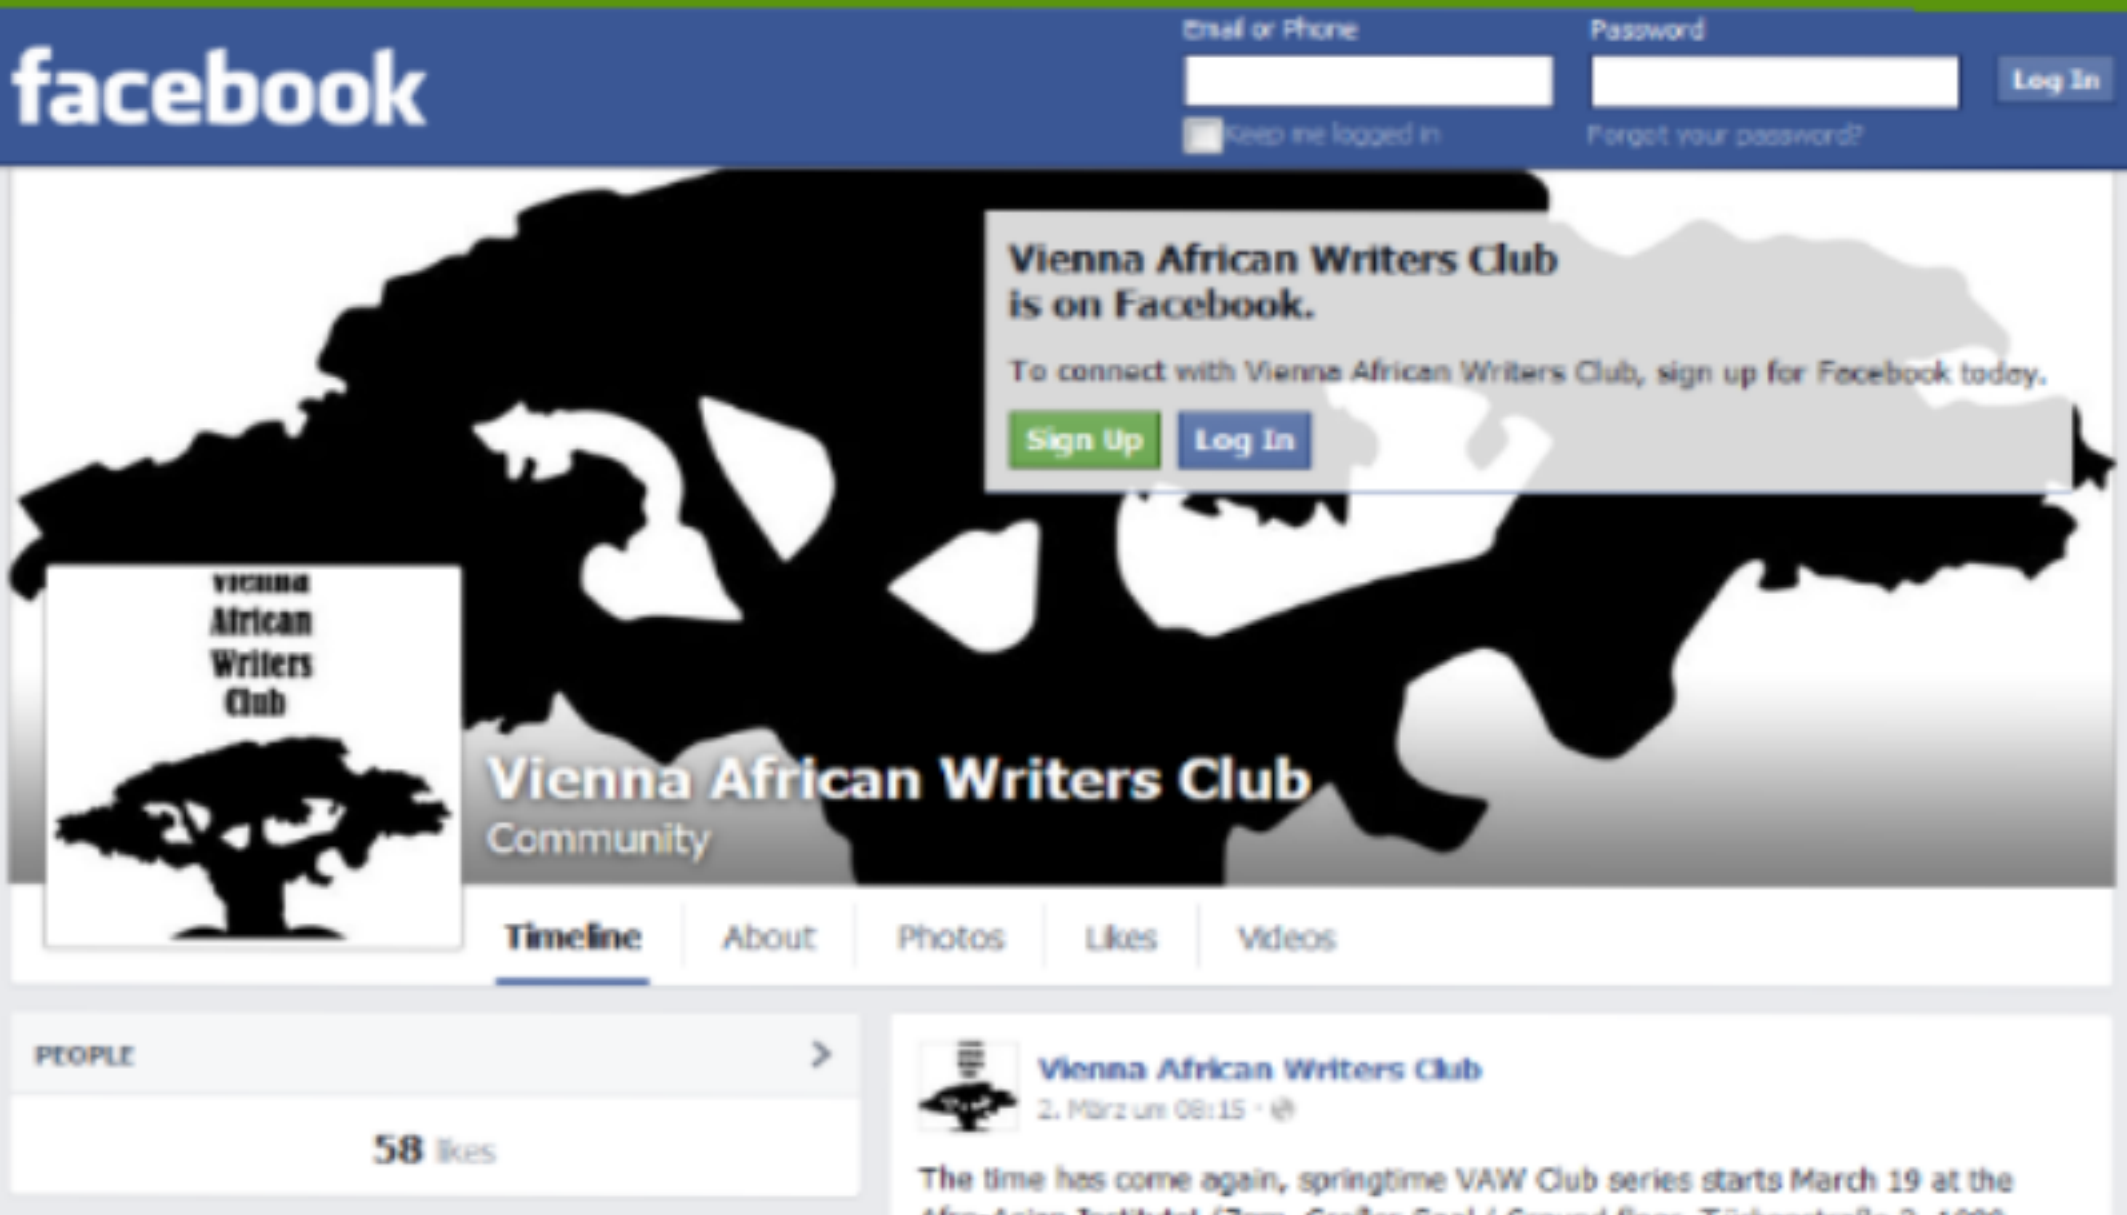 Email or Phone
Password
facebook
Log In
Keep me logged in
Forgot your password?
Vienna African Writers Club
is on Facebook.
To connect with Vienna African Writers Club, sign up for Facebook today.
Sign Up
Log In
Vienna
African
Writers
Club
Vienna African Writers Club
Community
Timeline
About
Photos
Likes
Videos
PEOPLE
58 likes
Vienna African Writers Club
2. März um 08:15
The time has come again, springtime VAW Club series starts March 19 at the